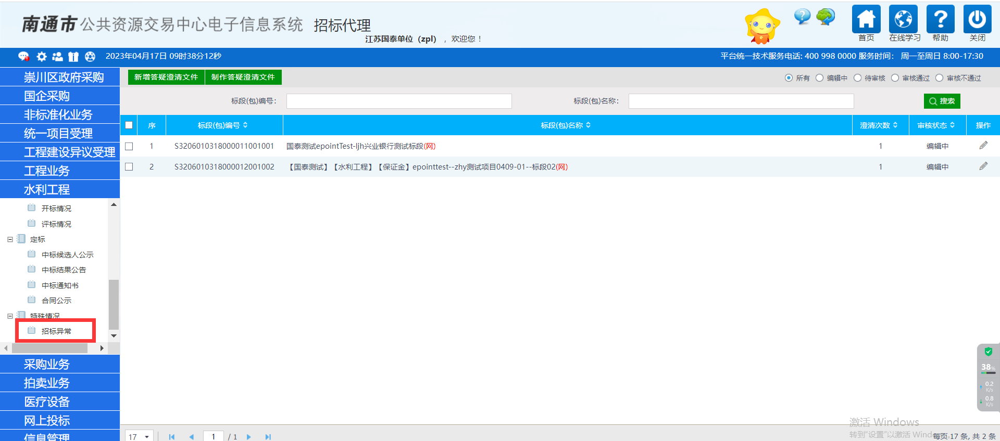 南通市公共资源交易中心电子信息系统 招标代理
江苏国泰单位（zpl），欢迎您！
首页 在线学习 帮助 关闭
2023年04月17日 09时38分12秒
平台统一技术服务电话: 400 998 0000 服务时间： 周一至周日 8:00-17:30
崇川区政府采购
国企采购
非标准化业务
统一项目受理
工程建设异议受理
工程业务
水利工程
开标情况
评标情况
定标
中标候选人公示
中标结果公告
中标通知书
合同公示
特殊情况
招标异常
采购业务
拍卖业务
医疗设备
网上投标
信息管理
新增答疑澄清文件 制作答疑澄清文件
所有 编辑中 待审核 审核通过 审核不通过
标段(包)编号： 标段(包)名称： 搜索
序 标段(包)编号 标段(包)名称 澄清次数 审核状态 操作
1 S3206010318000011001001 国泰测试epointTest-ljh兴业银行测试标段(网) 1 编辑中
2 S3206010318000012001002 【国泰测试】【水利工程】【保证金】epointtest--zhy测试项目0409-01--标段02(网) 1 编辑中
38%
0.2
K/s
0.8
K/s
激活 Windows
转到"设置"以激活 Windows。
17 1 / 1 每页 17 条, 共 2 条